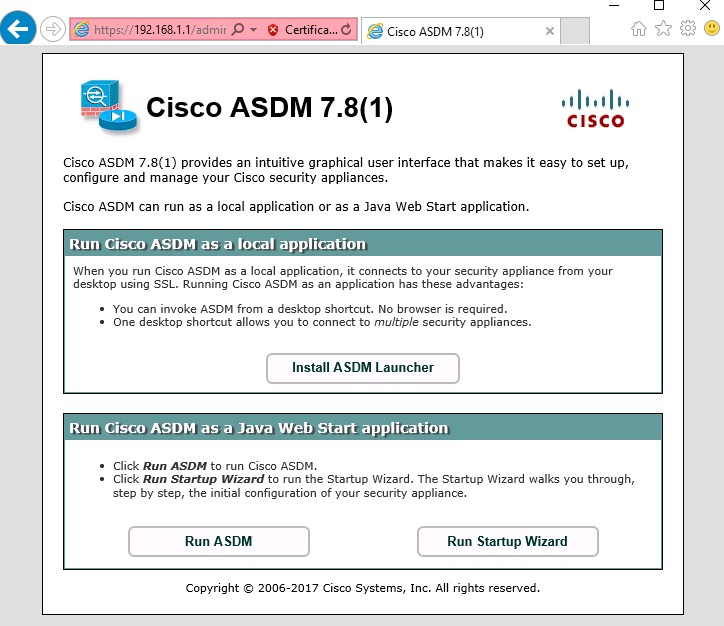 https://192.168.1.1/admir
Certifica...
Cisco ASDM 7.8(1)
Cisco ASDM 7.8(1)
CISCO
Cisco ASDM 7.8(1) provides an intuitive graphical user interface that makes it easy to set up,
configure and manage your Cisco security appliances.
Cisco ASDM can run as a local application or as a Java Web Start application.
Run Cisco ASDM as a local application
When you run Cisco ASDM as a local application, it connects to your security appliance from your
desktop using SSL. Running Cisco ASDM as an application has these advantages:
• You can invoke ASDM from a desktop shortcut. No browser is required.
• One desktop shortcut allows you to connect to multiple security appliances.
Install ASDM Launcher
Run Cisco ASDM as a Java Web Start application
• Click Run ASDM to run Cisco ASDM.
• Click Run Startup Wizard to run the Startup Wizard. The Startup Wizard walks you through,
step by step, the initial configuration of your security appliance.
Run ASDM
Run Startup Wizard
Copyright © 2006-2017 Cisco Systems, Inc. All rights reserved.